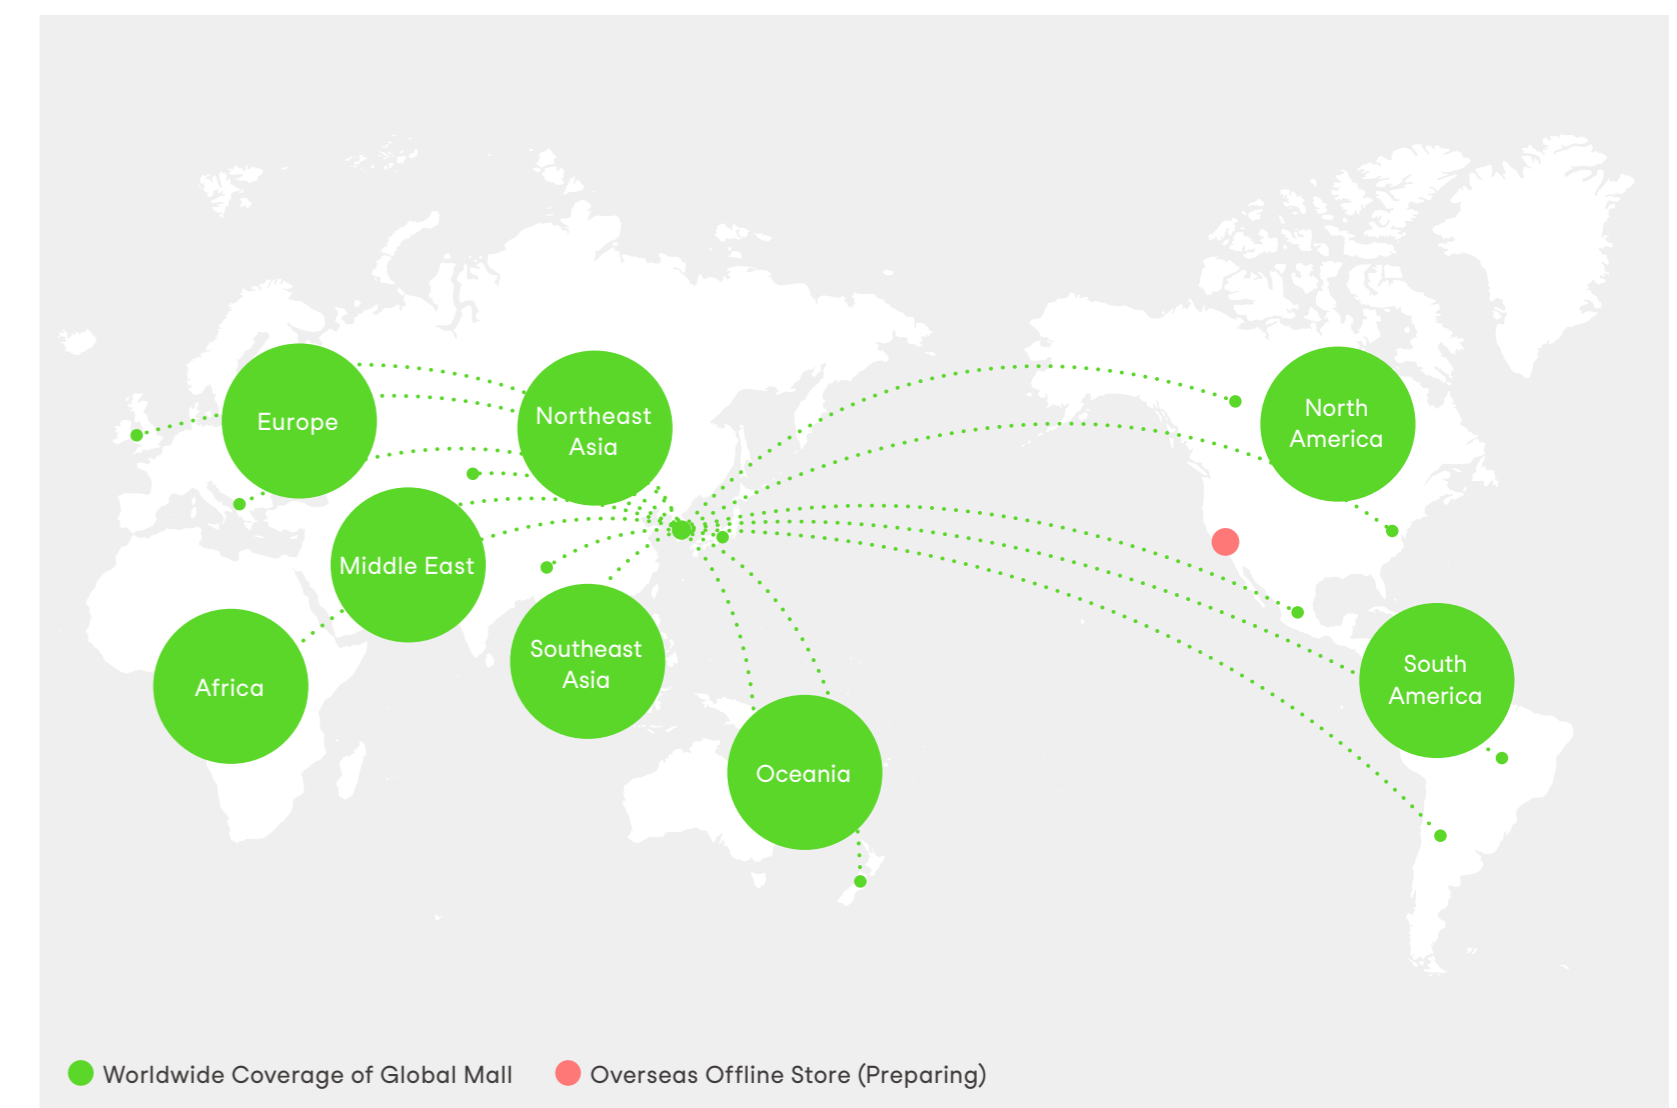 Europe
Northeast
Asia
North
America
Middle East
Southeast
Asia
South
America
Africa
Oceania
Worldwide Coverage of Global Mall
Overseas Offline Store (Preparing)